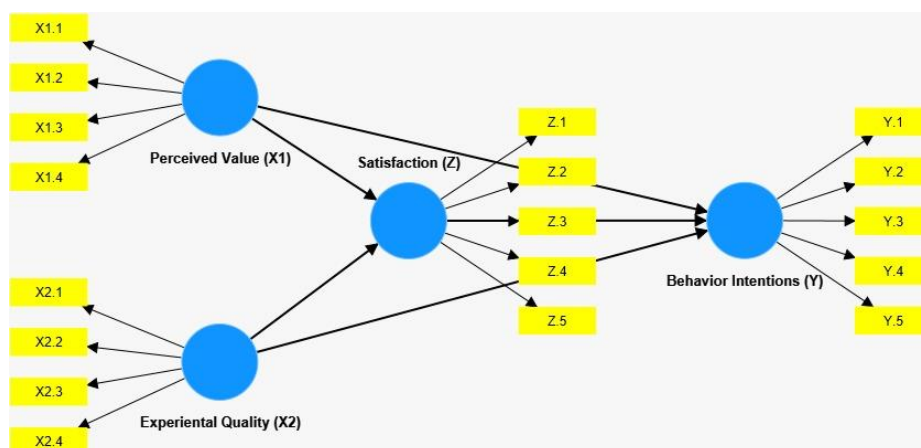 X1.1
X1.2
X1.3
X1.4
Perceived Value (X1)
Satisfaction (Z)
Z.1
Z.2
Z.3
Z.4
Z.5
Y.1
Y.2
Y.3
Y.4
Y.5
Behavior Intentions (Y)
X2.1
X2.2
X2.3
X2.4
Experiental Quality (X2)